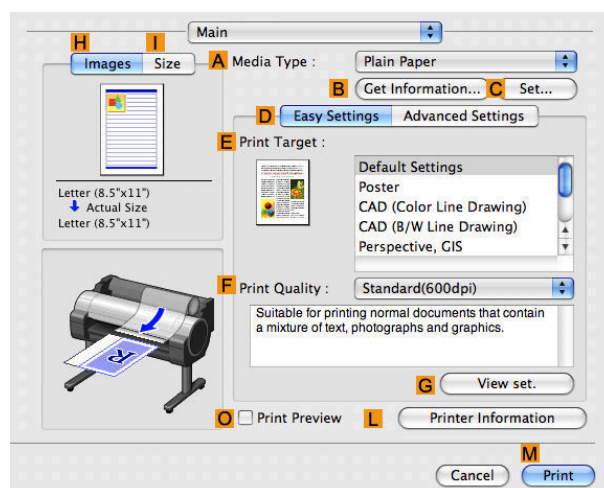 Main
H I
Images Size
A Media Type : Plain Paper
B Get Information... C Set...
D Easy Settings Advanced Settings
E Print Target :
Default Settings
Poster
CAD (Color Line Drawing)
CAD (B/W Line Drawing)
Perspective, GIS
Letter (8.5"x11")
Actual Size
Letter (8.5"x11")
F Print Quality : Standard(600dpi)
Suitable for printing normal documents that contain
a mixture of text, photographs and graphics.
R
G View set.
O Print Preview L Printer Information
M
Cancel Print